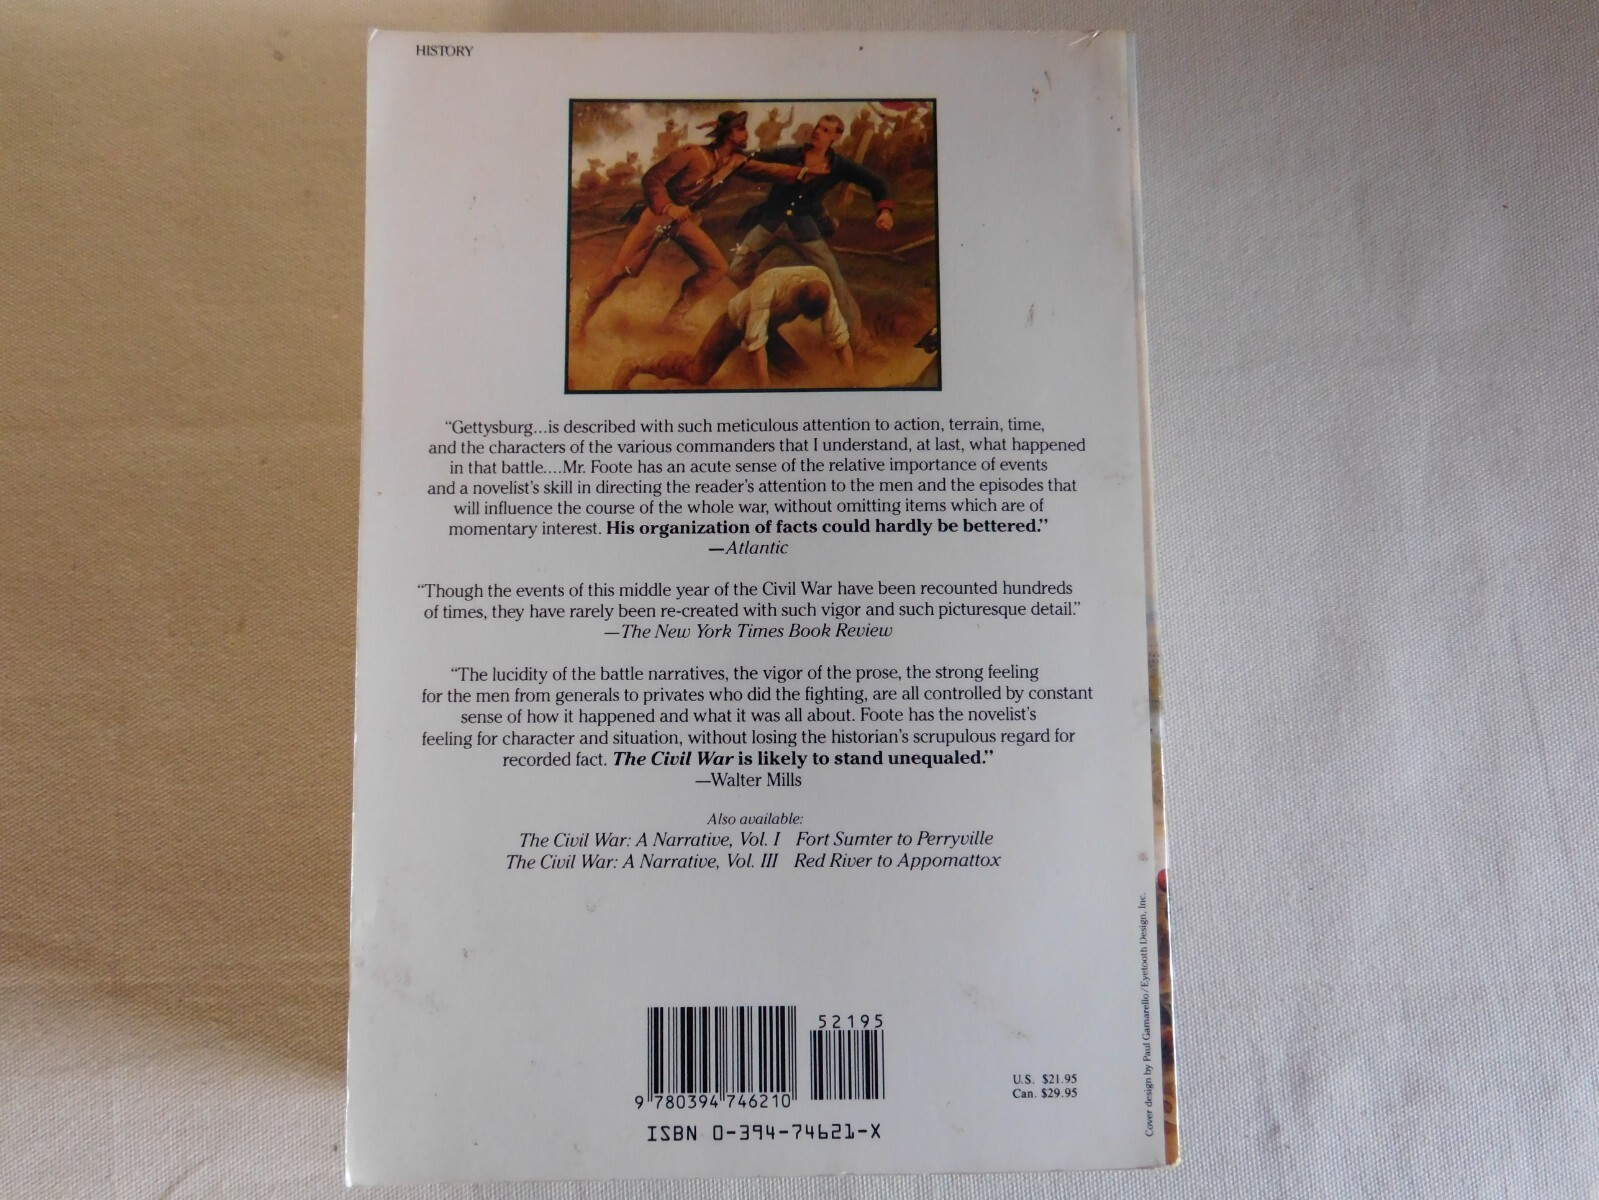 HISTORY
“Gettysburg...is described with such meticulous attention to action, terrain, time,
and the characters of the various commanders that I understand, at last, what happened
in that battle....Mr. Foote has an acute sense of the relative importance of events
and a novelist’s skill in directing the reader’s attention to the men and the episodes that
will influence the course of the whole war, without omitting items which are of
momentary interest. His organization of facts could hardly be bettered.”
—Atlantic
“Though the events of this middle year of the Civil War have been recounted hundreds
of times, they have rarely been re-created with such vigor and such picturesque detail.”
—The New York Times Book Review
“The lucidity of the battle narratives, the vigor of the prose, the strong feeling
for the men from generals to privates who did the fighting, are all controlled by constant
sense of how it happened and what it was all about. Foote has the novelist’s
feeling for character and situation, without losing the historian’s scrupulous regard for
recorded fact. The Civil War is likely to stand unequaled.”
—Walter Mills
Also available:
The Civil War: A Narrative, Vol. I Fort Sumter to Perryville
The Civil War: A Narrative, Vol. III Red River to Appomattox
52195
9 780394 746210
ISBN 0-394-74621-X
U.S. $21.95
Can. $29.95
Cover design by Paul Gamarello/Eyetooth Design, Inc.